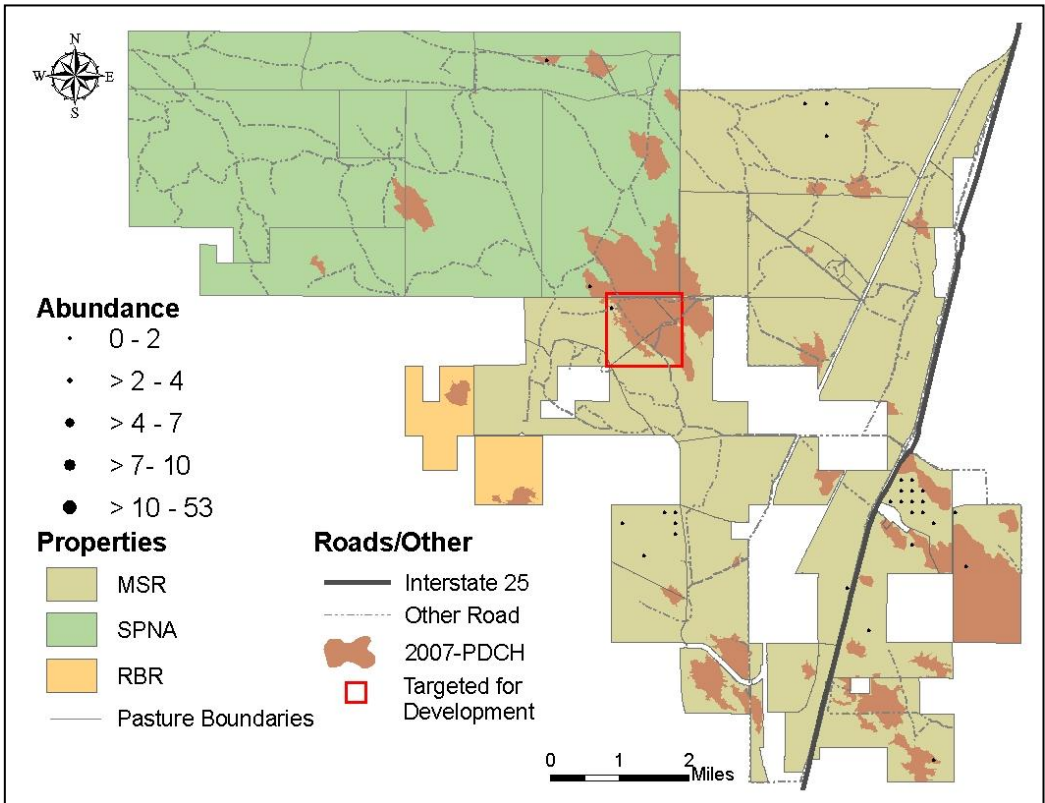 N
W E
S
Abundance
0 - 2
> 2 - 4
> 4 - 7
> 7- 10
> 10 - 53
Properties
MSR
SPNA
RBR
Pasture Boundaries
Roads/Other
Interstate 25
Other Road
2007-PDCH
Targeted for
Development
0 1 2
Miles